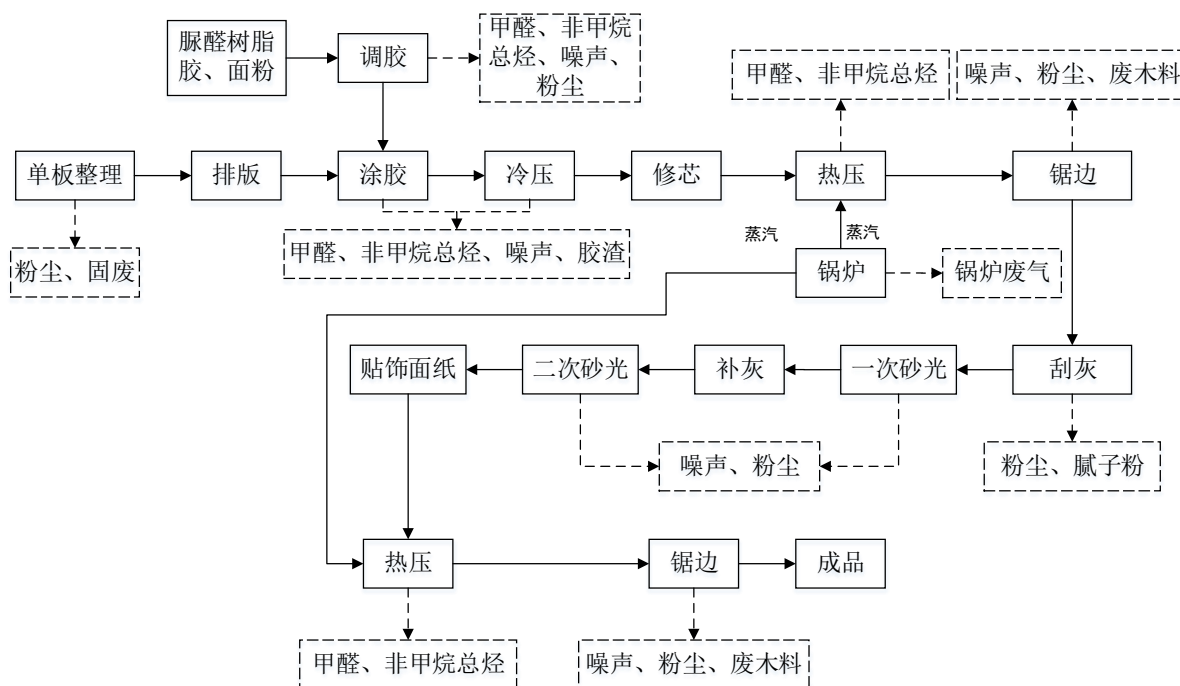 脲醛树脂
胶、面粉
调胶
甲醛、非甲烷
总烃、噪声、
粉尘
甲醛、非甲烷总烃
噪声、粉尘、废木料
单板整理
排版
涂胶
冷压
修芯
热压
锯边
粉尘、固废
甲醛、非甲烷总烃、噪声、胶渣
蒸汽
蒸汽
锅炉
锅炉废气
贴饰面纸
二次砂光
补灰
一次砂光
刮灰
噪声、粉尘
粉尘、腻子粉
热压
锯边
成品
甲醛、非甲烷总烃
噪声、粉尘、废木料